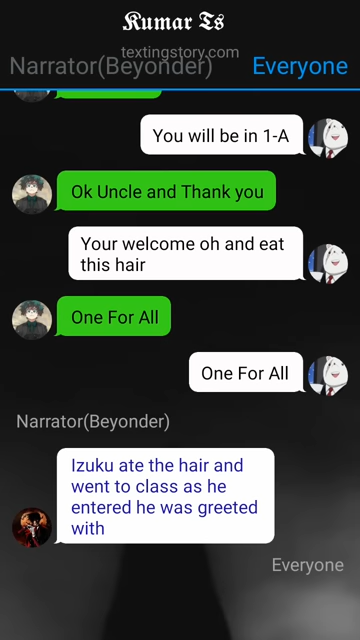 Kumar Ts
textingstory.com
Narrator(Beyonder)
Everyone
You will be in 1-A
Ok Uncle and Thank you
Your welcome oh and eat
this hair
One For All
One For All
Narrator(Beyonder)
Izuku ate the hair and
went to class as he
entered he was greeted
with
Everyone